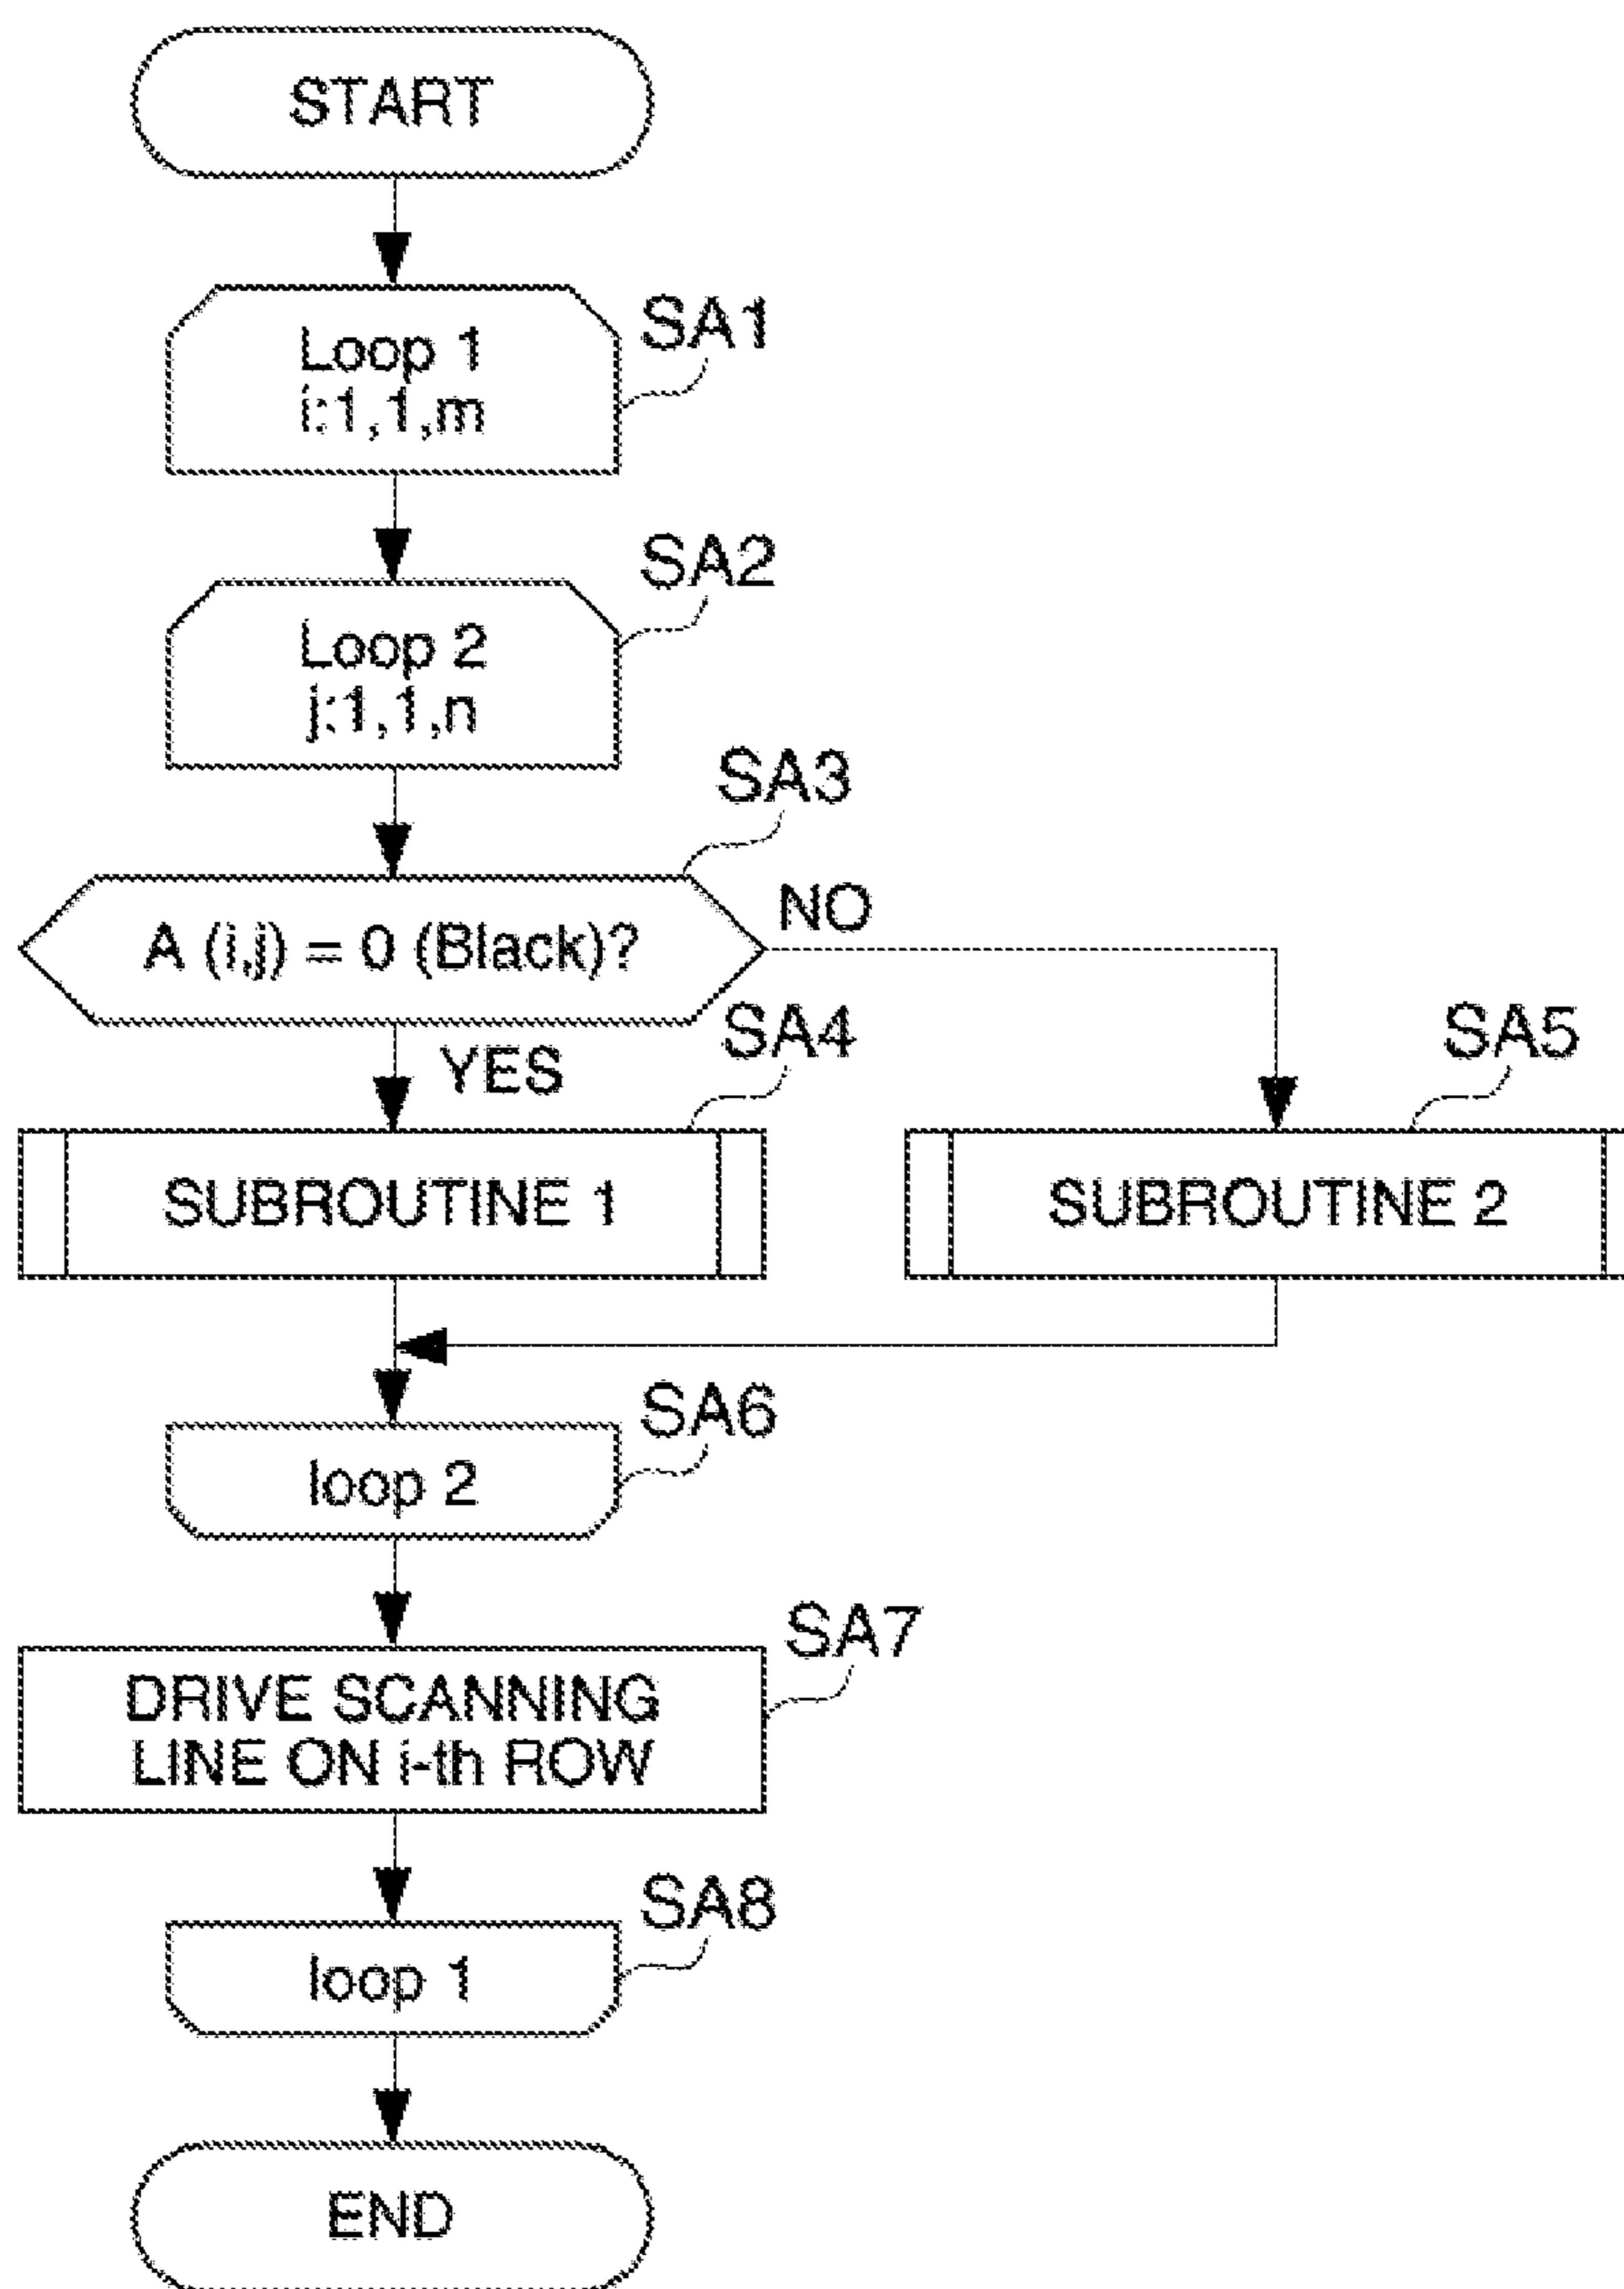 START
Loop 1
i:1,1,m
SA1
Loop 2
j:1,1,n
SA2
A (i,j) = 0 (Black)?
SA3
NO
YES
SUBROUTINE 1
SA4
SUBROUTINE 2
SA5
loop 2
SA6
DRIVE SCANNING
LINE ON i-th ROW
SA7
loop 1
SA8
END